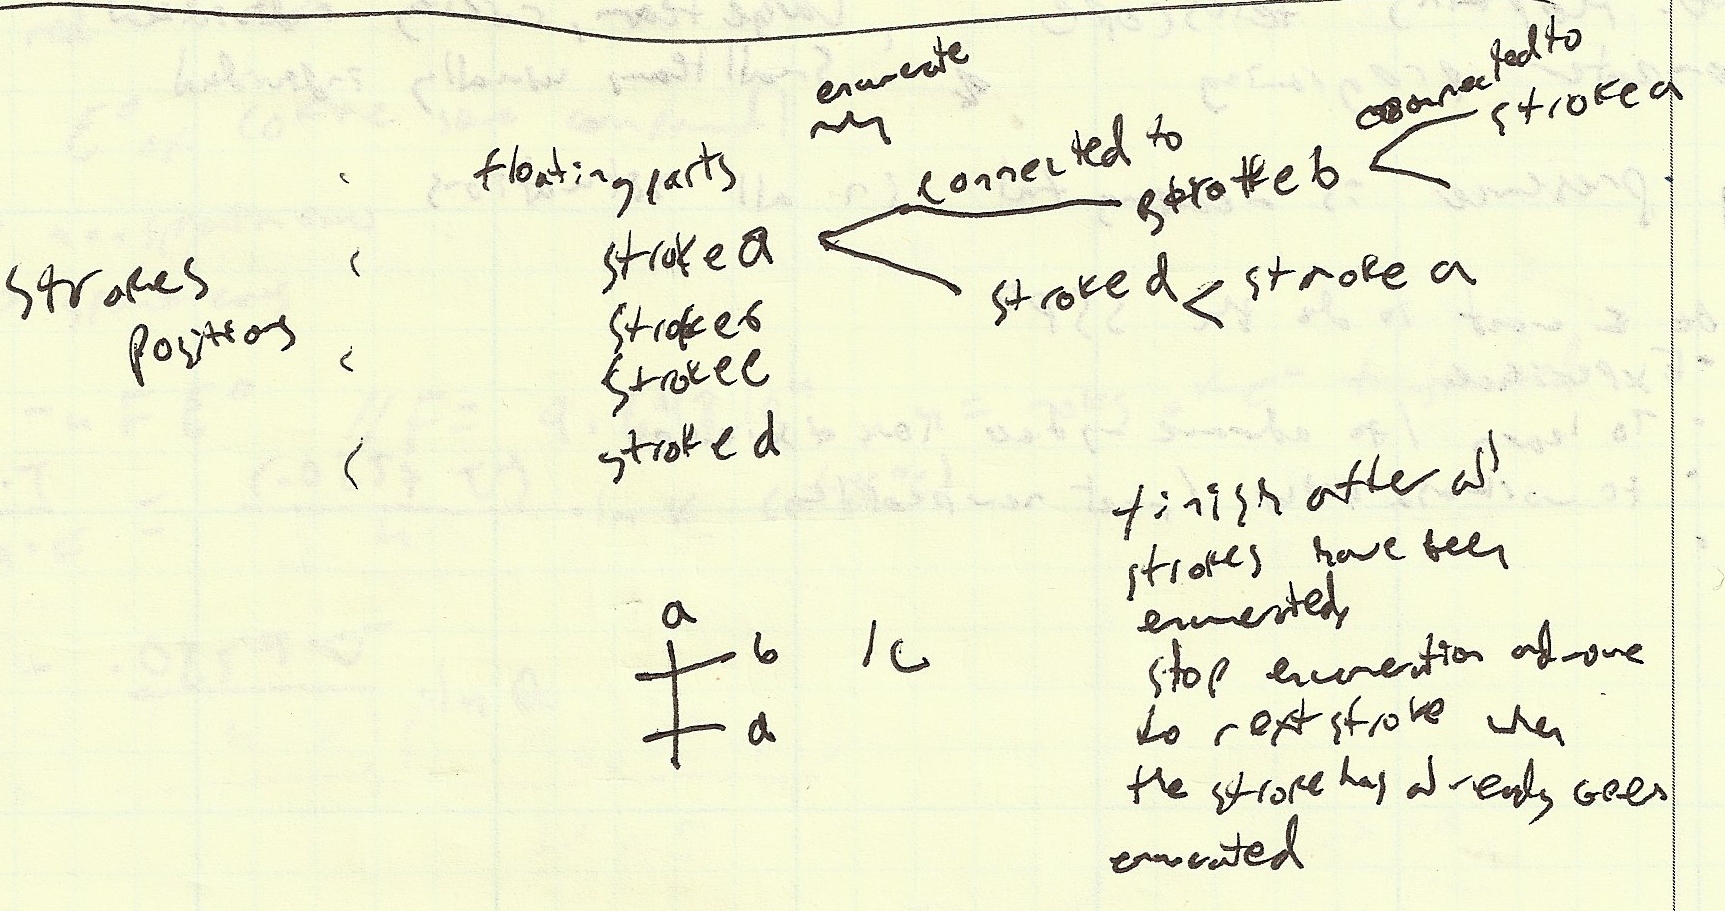 enumerate
only
connected to
stroke a
floating parts
connected to
stroke b
stroke a
stroke d < stroke a
strokes
positions
stroke b
stroke c
stroke d
finish after all
strokes have been
enumerated,
stop enumeration and move
to next stroke when
the stroke has already been
enumerated
a
b
c
d